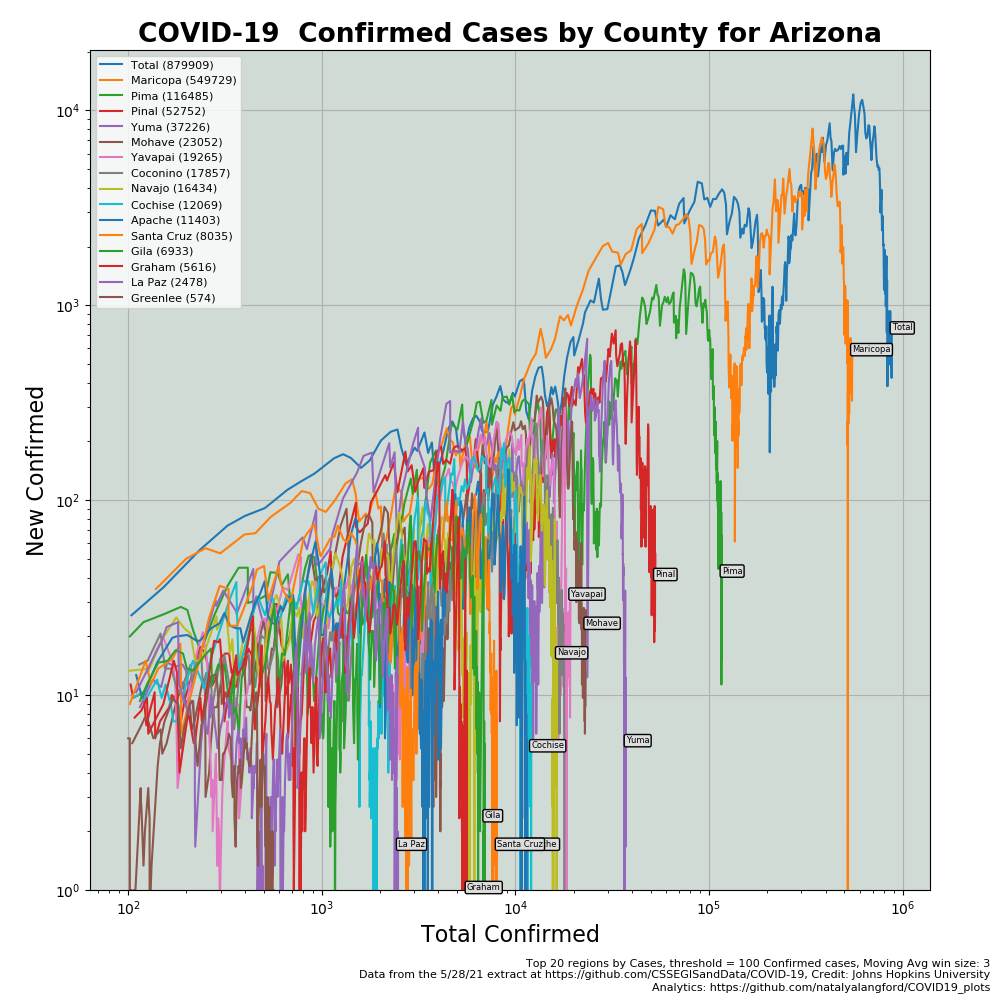 COVID-19  Confirmed Cases by County for Arizona
Total (879909)
Maricopa (549729)
Pima (116485)
Pinal (52752)
Yuma (37226)
Mohave (23052)
Yavapai (19265)
Coconino (17857)
Navajo (16434)
Cochise (12069)
Apache (11403)
Santa Cruz (8035)
Gila (6933)
Graham (5616)
La Paz (2478)
Greenlee (574)
10⁴
10³
10²
10¹
10⁰
New Confirmed
Total
Maricopa
Pinal
Pima
Yavapai
Mohave
Navajo
Yuma
Cochise
Gila
La Paz
Santa Cruz
Graham
10²
10³
10⁴
10⁵
10⁶
Total Confirmed
Top 20 regions by Cases, threshold = 100 Confirmed cases, Moving Avg win size: 3
Data from the 5/28/21 extract at https://github.com/CSSEGISandData/COVID-19, Credit: Johns Hopkins University
Analytics: https://github.com/natalyalangford/COVID19_plots